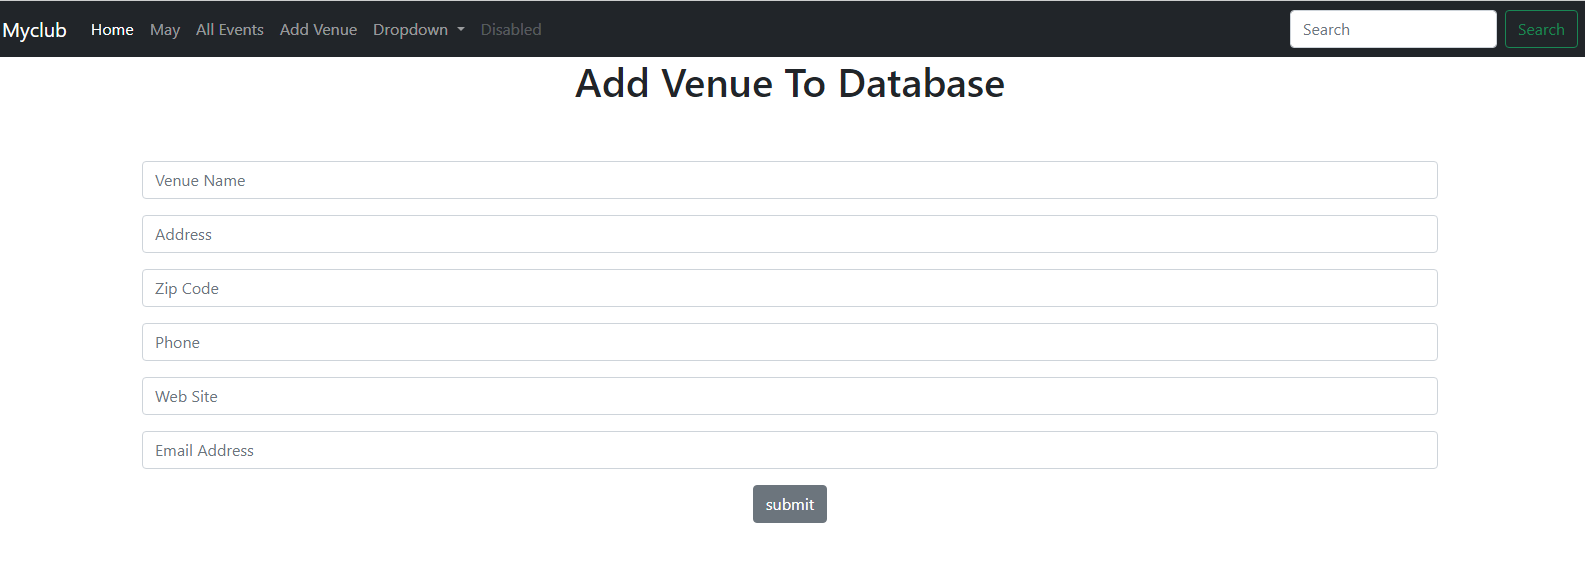 Myclub Home May All Events Add Venue Dropdown Disabled Search Search
Add Venue To Database
Venue Name
Address
Zip Code
Phone
Web Site
Email Address
submit